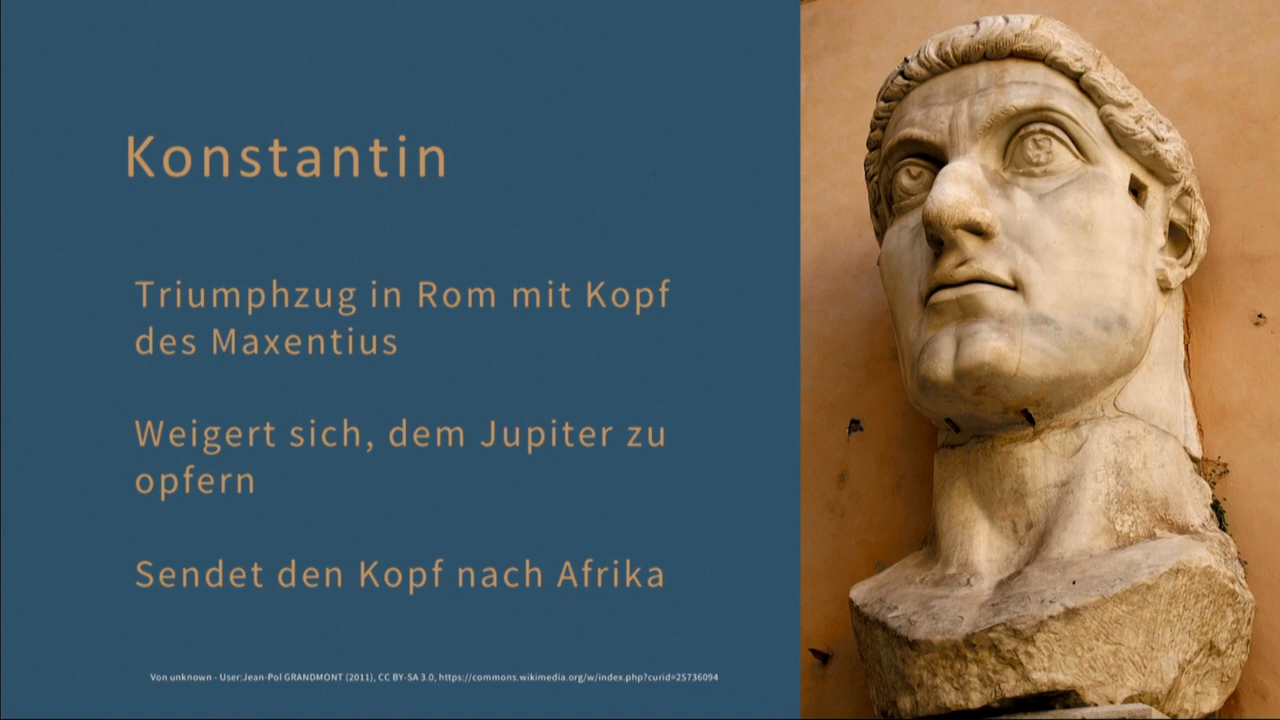 Konstantin
Triumphzug in Rom mit Kopf
des Maxentius
Weigert sich, dem Jupiter zu
opfern
Sendet den Kopf nach Afrika
Von unknown - User:Jean-Pol GRANDMONT (2011), CC BY-SA 3.0, https://commons.wikimedia.org/w/index.php?curid=25736094